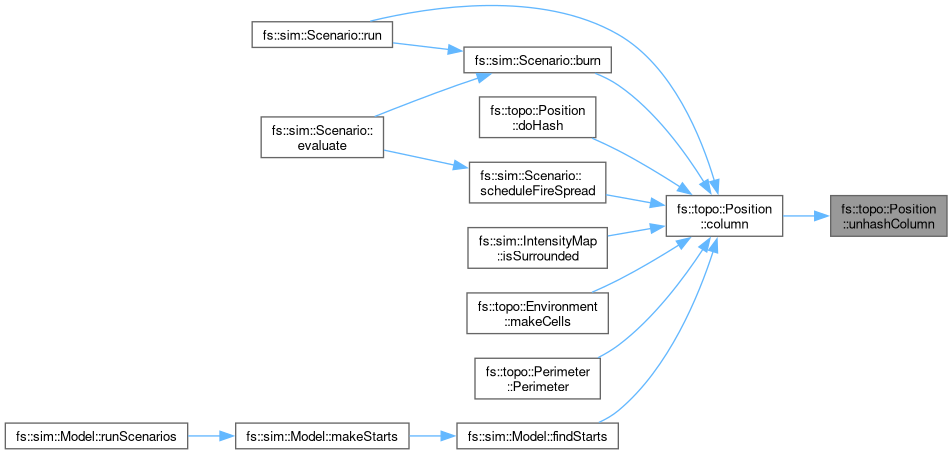 fs::sim::Scenario::run
fs::sim::Scenario::burn
fs::topo::Position
::doHash
fs::sim::Scenario::
evaluate
fs::sim::Scenario::
scheduleFireSpread
fs::topo::Position
::column
fs::topo::Position
::unhashColumn
fs::sim::IntensityMap
::isSurrounded
fs::topo::Environment
::makeCells
fs::topo::Perimeter
::Perimeter
fs::sim::Model::runScenarios
fs::sim::Model::makeStarts
fs::sim::Model::findStarts